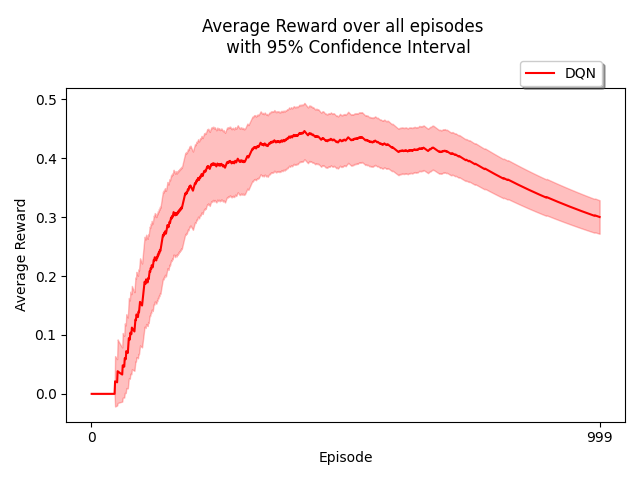 Average Reward over all episodes
with 95% Confidence Interval
DQN
0.5
0.4
0.3
0.2
0.1
0.0
Average Reward
0
999
Episode